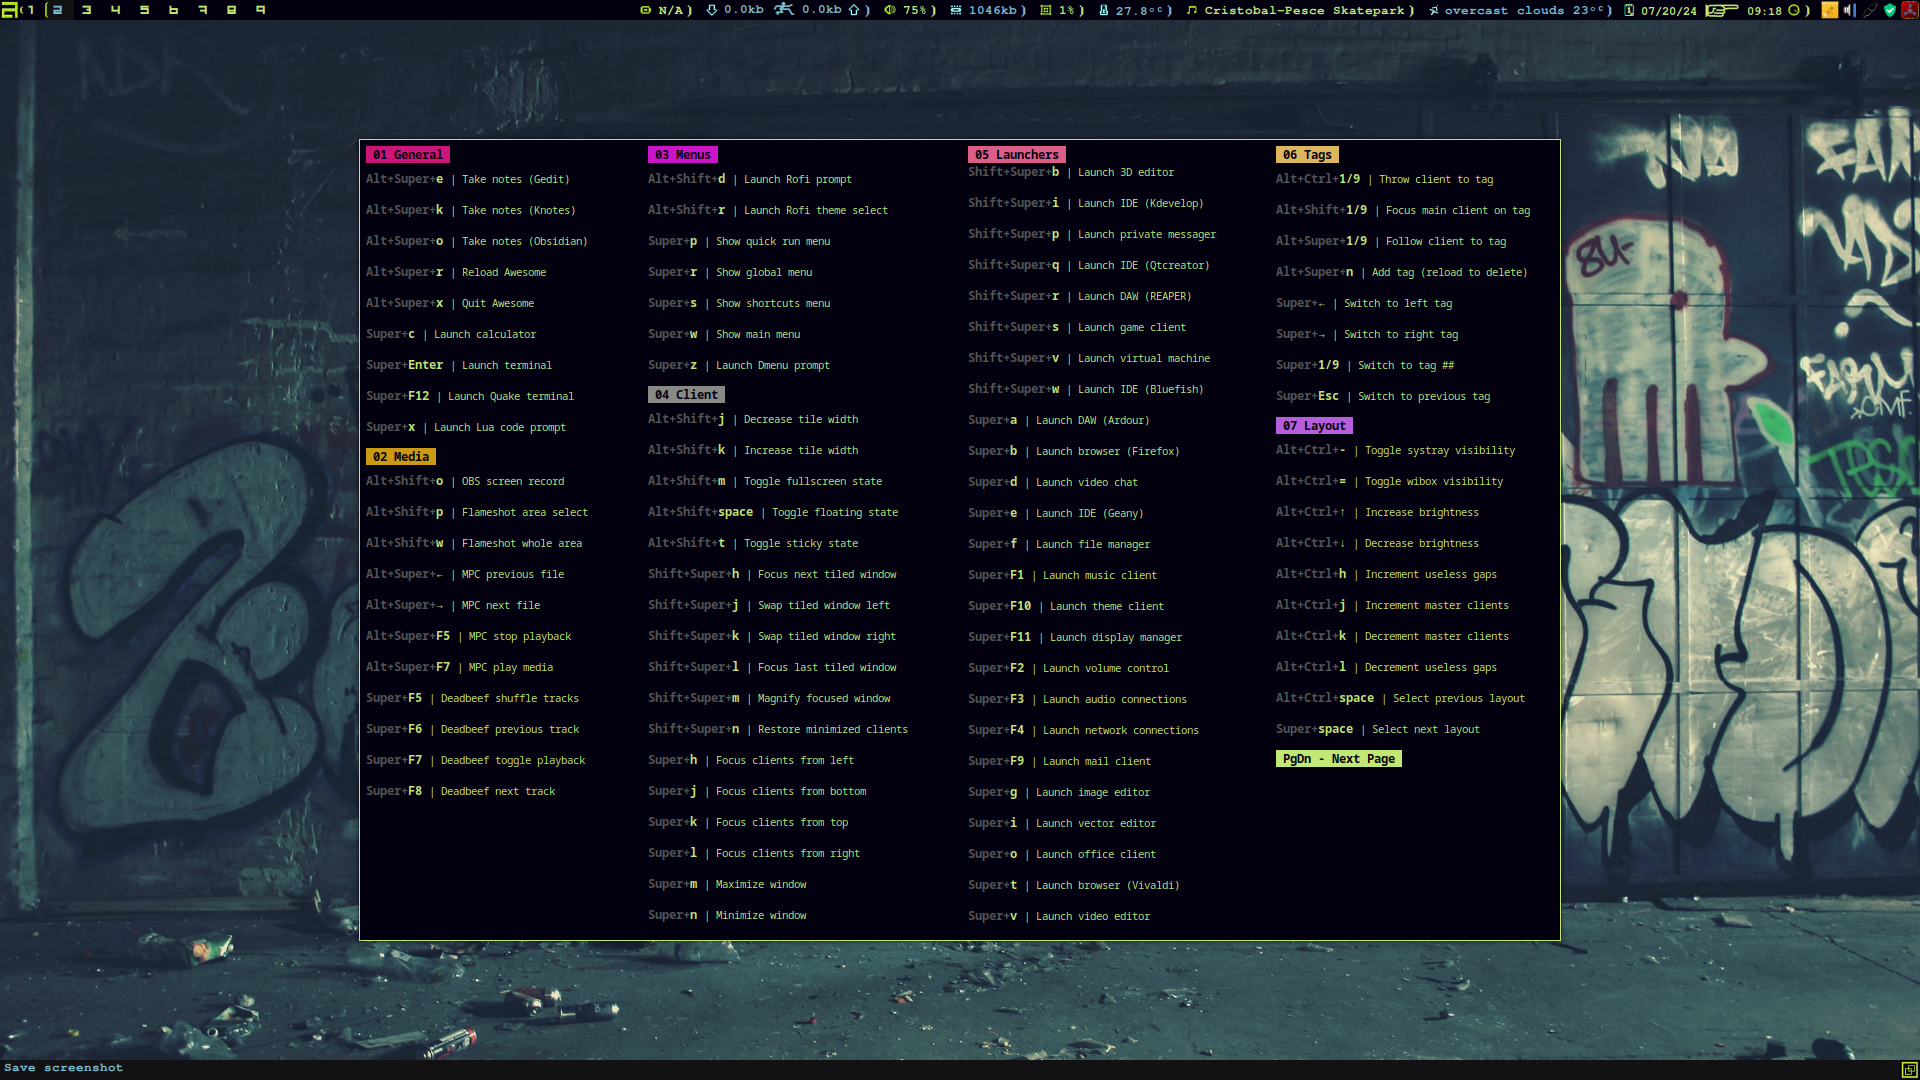 1 2 3 4 5 6 7 8 9
N/A ) 0.0kb 0.0kb ) 75% ) 1046kb ) 1% ) 27.8°C ) Cristobal-Pesce Skatepark ) overcast clouds 23°C ) 07/20/24 09:18 )
01 General
Alt+Super+e | Take notes (Gedit)
Alt+Super+k | Take notes (Knotes)
Alt+Super+o | Take notes (Obsidian)
Alt+Super+r | Reload Awesome
Alt+Super+x | Quit Awesome
Super+c | Launch calculator
Super+Enter | Launch terminal
Super+F12 | Launch Quake terminal
Super+x | Launch Lua code prompt
02 Media
Alt+Shift+o | OBS screen record
Alt+Shift+p | Flameshot area select
Alt+Shift+w | Flameshot whole area
Alt+Super+← | MPC previous file
Alt+Super+→ | MPC next file
Alt+Super+F5 | MPC stop playback
Alt+Super+F7 | MPC play media
Super+F5 | Deadbeef shuffle tracks
Super+F6 | Deadbeef previous track
Super+F7 | Deadbeef toggle playback
Super+F8 | Deadbeef next track
03 Menus
Alt+Shift+d | Launch Rofi prompt
Alt+Shift+r | Launch Rofi theme select
Super+p | Show quick run menu
Super+r | Show global menu
Super+s | Show shortcuts menu
Super+w | Show main menu
Super+z | Launch Dmenu prompt
04 Client
Alt+Shift+j | Decrease tile width
Alt+Shift+k | Increase tile width
Alt+Shift+m | Toggle fullscreen state
Alt+Shift+space | Toggle floating state
Alt+Shift+t | Toggle sticky state
Shift+Super+h | Focus next tiled window
Shift+Super+j | Swap tiled window left
Shift+Super+k | Swap tiled window right
Shift+Super+l | Focus last tiled window
Shift+Super+m | Magnify focused window
Shift+Super+n | Restore minimized clients
Super+h | Focus clients from left
Super+j | Focus clients from bottom
Super+k | Focus clients from top
Super+l | Focus clients from right
Super+m | Maximize window
Super+n | Minimize window
05 Launchers
Shift+Super+b | Launch 3D editor
Shift+Super+i | Launch IDE (Kdevelop)
Shift+Super+p | Launch private messager
Shift+Super+q | Launch IDE (Qtcreator)
Shift+Super+r | Launch DAW (REAPER)
Shift+Super+s | Launch game client
Shift+Super+v | Launch virtual machine
Shift+Super+w | Launch IDE (Bluefish)
Super+a | Launch DAW (Ardour)
Super+b | Launch browser (Firefox)
Super+d | Launch video chat
Super+e | Launch IDE (Geany)
Super+f | Launch file manager
Super+F1 | Launch music client
Super+F10 | Launch theme client
Super+F11 | Launch display manager
Super+F2 | Launch volume control
Super+F3 | Launch audio connections
Super+F4 | Launch network connections
Super+F9 | Launch mail client
Super+g | Launch image editor
Super+i | Launch vector editor
Super+o | Launch office client
Super+t | Launch browser (Vivaldi)
Super+v | Launch video editor
06 Tags
Alt+Ctrl+1/9 | Throw client to tag
Alt+Shift+1/9 | Focus main client on tag
Alt+Super+1/9 | Follow client to tag
Alt+Super+n | Add tag (reload to delete)
Super+← | Switch to left tag
Super+→ | Switch to right tag
Super+1/9 | Switch to tag ##
Super+Esc | Switch to previous tag
07 Layout
Alt+Ctrl+- | Toggle systray visibility
Alt+Ctrl+= | Toggle wibox visibility
Alt+Ctrl+↑ | Increase brightness
Alt+Ctrl+↓ | Decrease brightness
Alt+Ctrl+h | Increment useless gaps
Alt+Ctrl+j | Increment master clients
Alt+Ctrl+k | Decrement master clients
Alt+Ctrl+l | Decrement useless gaps
Alt+Ctrl+space | Select previous layout
Super+space | Select next layout
PgDn - Next Page
Save screenshot